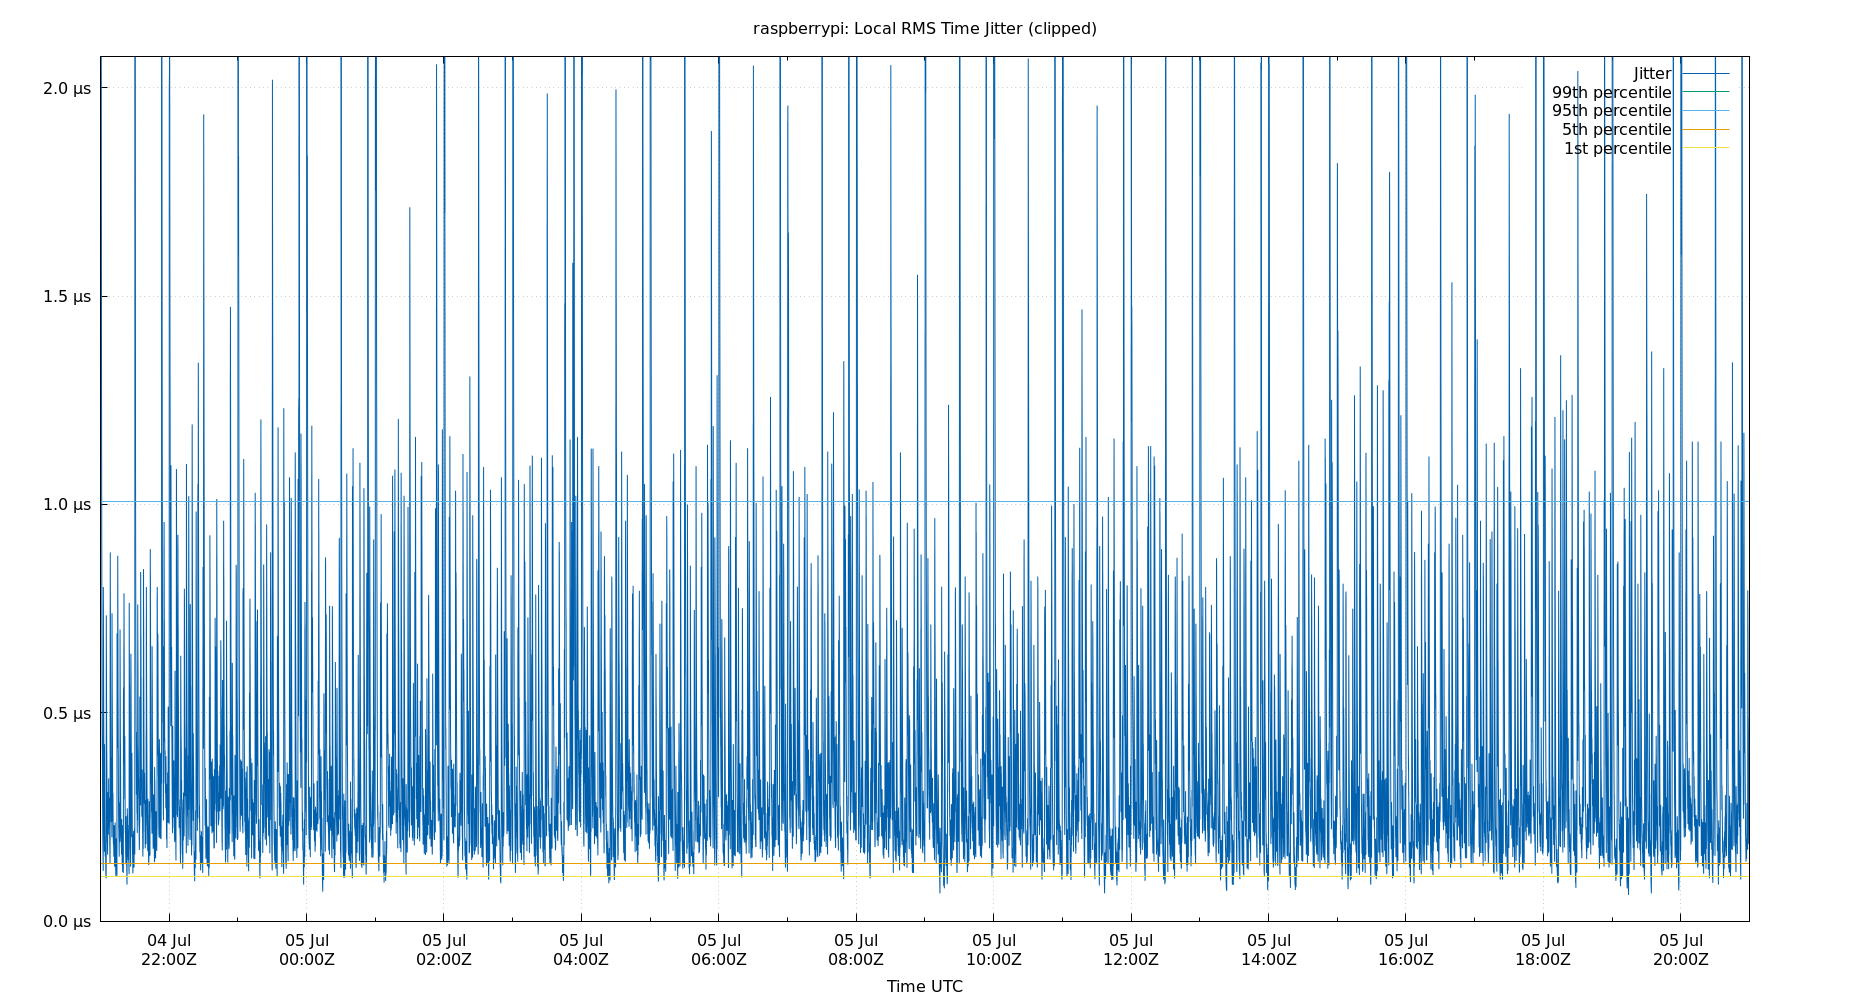 raspberrypi: Local RMS Time Jitter (clipped)
2.0 µs
1.5 µs
1.0 µs
0.5 µs
0.0 µs
Jitter
99th percentile
95th percentile
5th percentile
1st percentile
04 Jul 05 Jul 05 Jul 05 Jul 05 Jul 05 Jul 05 Jul 05 Jul 05 Jul 05 Jul 05 Jul 05 Jul
22:00Z 00:00Z 02:00Z 04:00Z 06:00Z 08:00Z 10:00Z 12:00Z 14:00Z 16:00Z 18:00Z 20:00Z
Time UTC